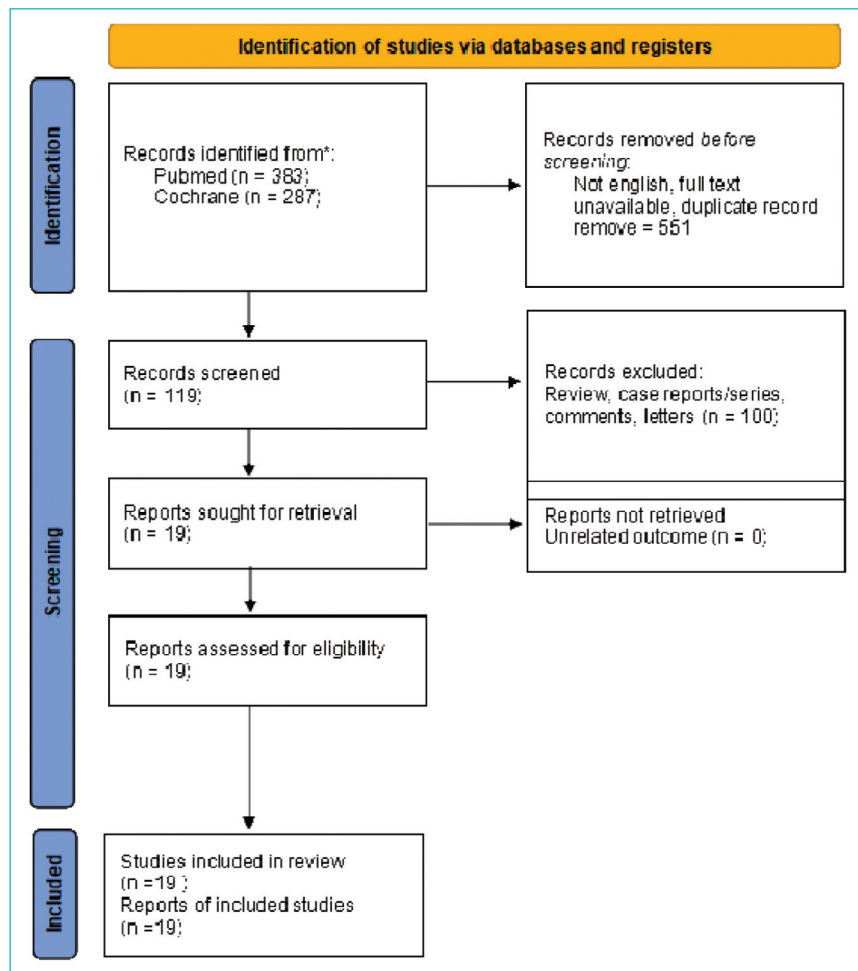 Identification of studies via databases and registers
Identification
Records identified from*:
Pubmed (n = 383)
Cochrane (n = 287)
Records removed before
screening:
Not english, full text
unavailable, duplicate record
remove = 551
Screening
Records screened
(n = 119)
Records excluded:
Review, case reports/series,
comments, letters (n = 100)
Reports sought for retrieval
(n = 19)
Reports not retrieved
Unrelated outcome (n = 0)
Reports assessed for eligibility
(n = 19)
Included
Studies included in review
(n =19 )
Reports of included studies
(n =19)